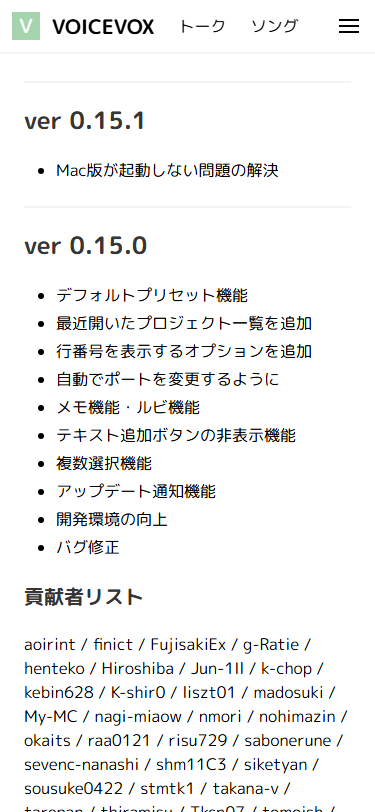 V VOICEVOX トーク ソング
ver 0.15.1
• Mac版が起動しない問題の解決
ver 0.15.0
• デフォルトプリセット機能
• 最近開いたプロジェクト一覧を追加
• 行番号を表示するオプションを追加
• 自動でポートを変更するように
• メモ機能・ルビ機能
• テキスト追加ボタンの非表示機能
• 複数選択機能
• アップデート通知機能
• 開発環境の向上
• バグ修正
貢献者リスト
aoirint / finict / FujisakiEx / g-Ratie /
henteko / Hiroshiba / Jun-1ll / k-chop /
kebin628 / K-shir0 / liszt01 / madosuki /
My-MC / nagi-miaow / nmori / nohimazin /
okaits / raa0121 / risu729 / sabonerune /
sevenc-nanashi / shm11C3 / siketyan /
sousuke0422 / stmtk1 / takana-v /
tarepan / thiramisu / Tksn07 / tomoish /